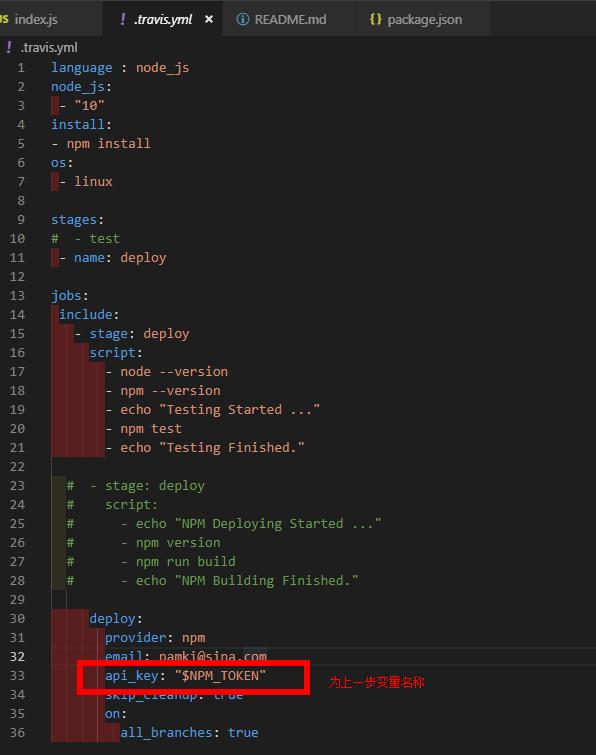 JS index.js ! .travis.yml × ⓘ README.md {} package.json
! .travis.yml
1 language : node_js
2 node_js:
3 - "10"
4 install:
5 - npm install
6 os:
7 - linux
8
9 stages:
10 #  - test
11 - name: deploy
12
13 jobs:
14 include:
15 - stage: deploy
16 script:
17 - node --version
18 - npm --version
19 - echo "Testing Started ..."
20 - npm test
21 - echo "Testing Finished."
22
23 #  - stage: deploy
24 #    script:
25 #      - echo "NPM Deploying Started ..."
26 #      - npm version
27 #      - npm run build
28 #      - echo "NPM Building Finished."
29
30 deploy:
31 provider: npm
32 email: pamki@sina.com
33 api_key: "$NPM_TOKEN" 为上一步变量名称
34 skip_cleanup: true
35 on:
36 all_branches: true